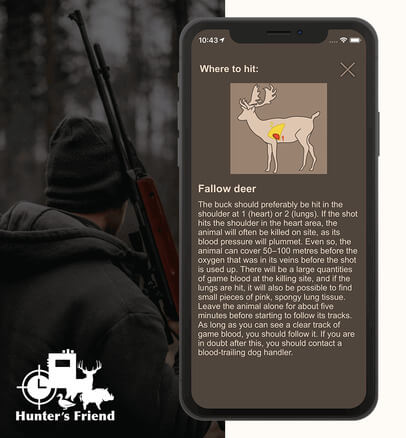 10:43
Where to hit:
1
Fallow deer
The buck should preferably be hit in the
shoulder at 1 (heart) or 2 (lungs). If the shot
hits the shoulder in the heart area, the
animal will often be killed on site, as its
blood pressure will plummet. Even so, the
animal can cover 50–100 metres before the
oxygen that was in its veins before the shot
is used up. There will be a large quantities
of game blood at the killing site, and if the
lungs are hit, it will also be possible to find
small pieces of pink, spongy lung tissue.
Leave the animal alone for about five
minutes before starting to follow its tracks.
As long as you can see a clear track of
game blood, you should follow it. If you are
in doubt after this, you should contact a
blood-trailing dog handler.
Hunter's Friend